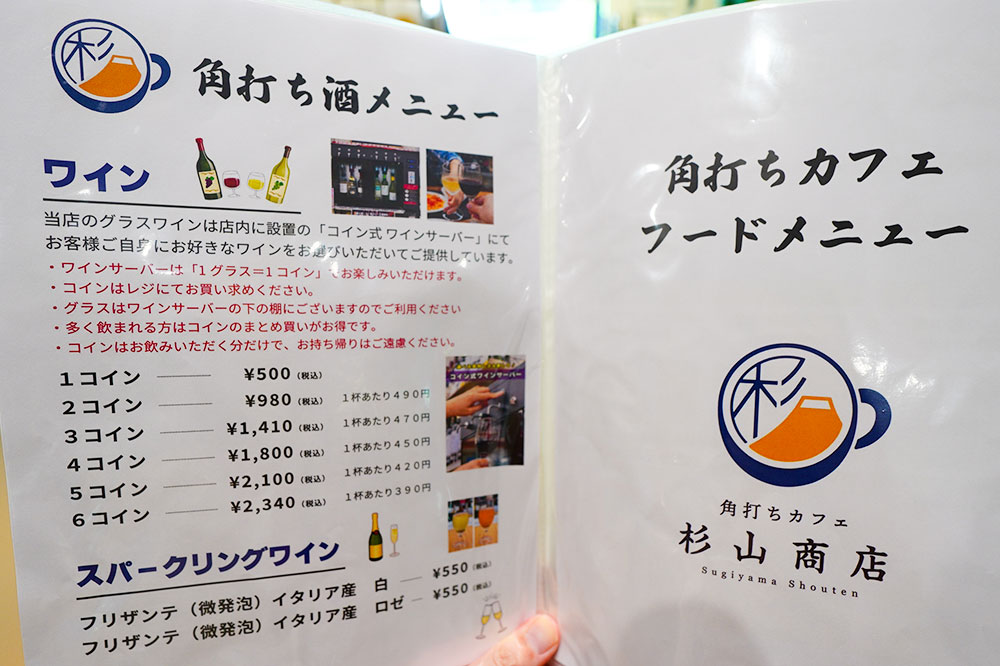 杉
角打ち酒メニュー
ワイン
当店のグラスワインは店内に設置の「コイン式 ワインサーバー」にて
お客様ご自身にお好きなワインをお選びいただいてご提供しています。
・ワインサーバーは「1グラス=1コイン」でお楽しみいただけます。
・コインはレジにてお買い求めください。
・グラスはワインサーバーの下の棚にございますのでご利用ください
・多く飲まれる方はコインのまとめ買いがお得です。
・コインはお飲みいただく分だけで、お持ち帰りはご遠慮ください。
1コイン ¥500(税込)
2コイン ¥980(税込) 1杯あたり490円
3コイン ¥1,410(税込) 1杯あたり470円
4コイン ¥1,800(税込) 1杯あたり450円
5コイン ¥2,100(税込) 1杯あたり420円
6コイン ¥2,340(税込) 1杯あたり390円
コイン式ワインサーバー
スパークリングワイン
フリザンテ(微発泡)イタリア産 白 ¥550(税込)
フリザンテ(微発泡)イタリア産 ロゼ ¥550(税込)
角打ちカフェ
フードメニュー
杉
角打ちカフェ
杉山商店
Sugiyama Shouten